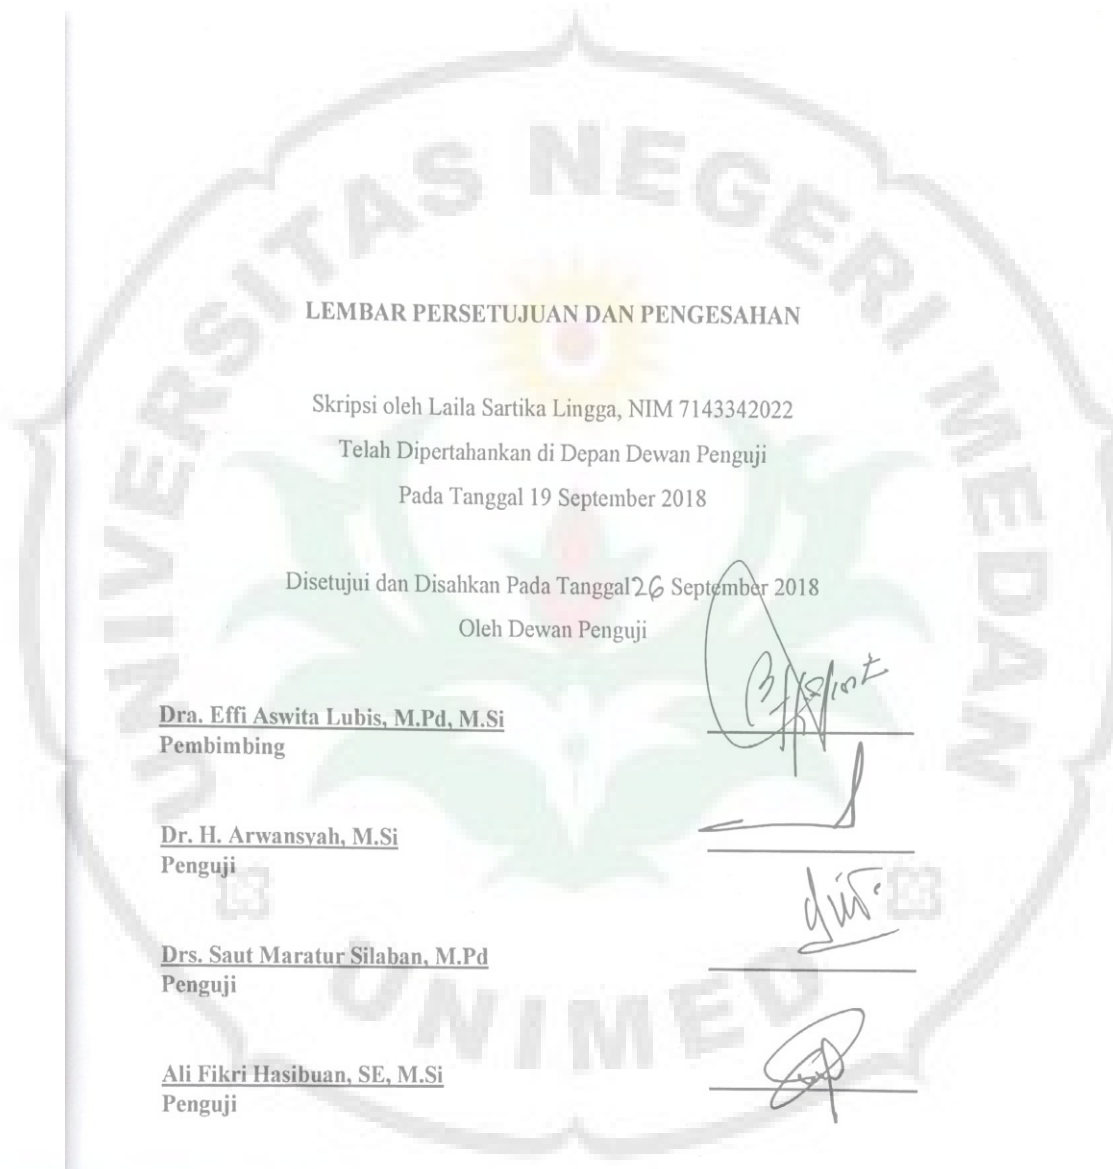 UNIVERSITAS NEGERI MEDAN
LEMBAR PERSETUJUAN DAN PENGESAHAN
Skripsi oleh Laila Sartika Lingga, NIM 7143342022
Telah Dipertahankan di Depan Dewan Penguji
Pada Tanggal 19 September 2018
Disetujui dan Disahkan Pada Tanggal 26 September 2018
Oleh Dewan Penguji
Dra. Effi Aswita Lubis, M.Pd, M.Si
Pembimbing
Dr. H. Arwansyah, M.Si
Penguji
Drs. Saut Maratur Silaban, M.Pd
Penguji
Ali Fikri Hasibuan, SE, M.Si
Penguji
UNIMED